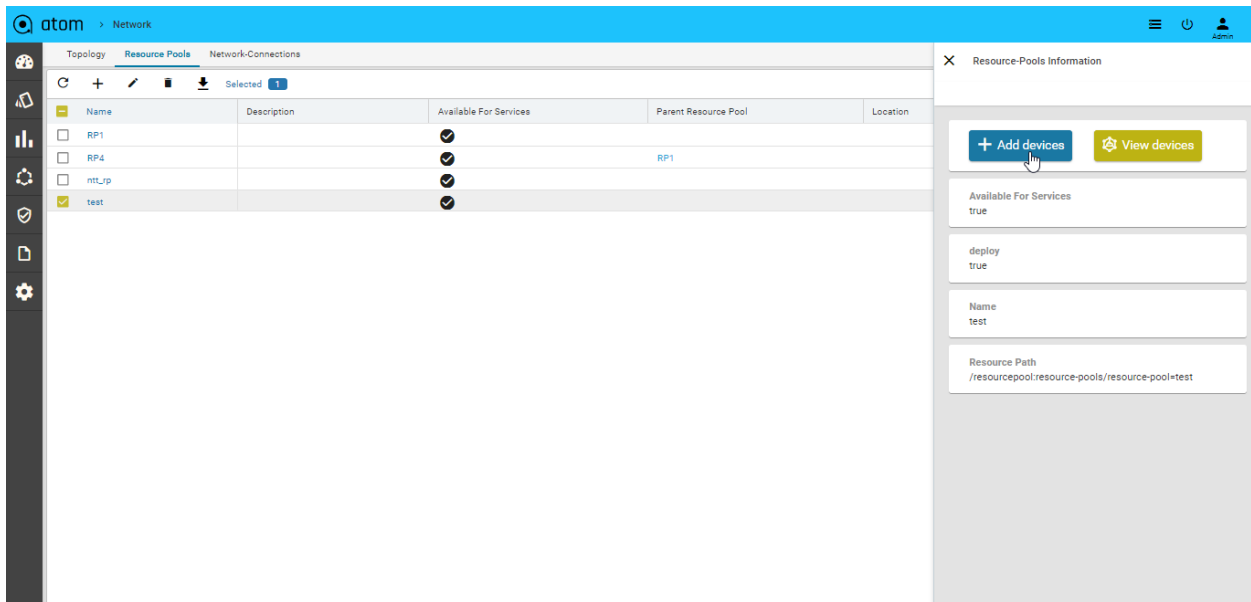 atom > Network
Admin
Topology Resource Pools Network-Connections
Selected 1
Name Description Available For Services Parent Resource Pool Location
RP1
RP4 RP1
ntt_rp
test
Resource-Pools Information
+ Add devices View devices
Available For Services
true
deploy
true
Name
test
Resource Path
/resourcepool:resource-pools/resource-pool=test